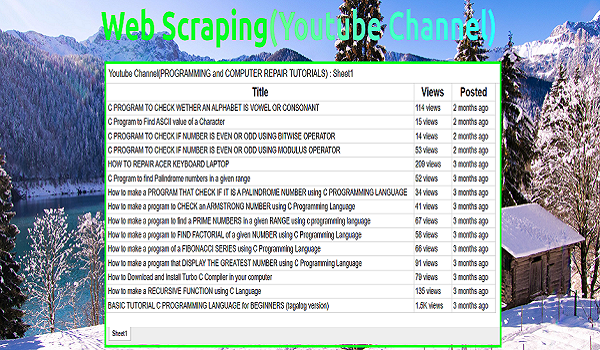 Web Scraping(Youtube Channel)
Youtube Channel(PROGRAMMING and COMPUTER REPAIR TUTORIALS) : Sheet1
Title Views Posted
C PROGRAM TO CHECK WETHER AN ALPHABET IS VOWEL OR CONSONANT 114 views 2 months ago
C Program to Find ASCII value of a Character 15 views 2 months ago
C PROGRAM TO CHECK IF NUMBER IS EVEN OR ODD USING BITWISE OPERATOR 14 views 2 months ago
C PROGRAM TO CHECK IF NUMBER IS EVEN OR ODD USING MODULUS OPERATOR 53 views 2 months ago
HOW TO REPAIR ACER KEYBOARD LAPTOP 209 views 3 months ago
C Program to find Palindrome numbers in a given range 52 views 3 months ago
How to make a PROGRAM THAT CHECK IF IT IS A PALINDROME NUMBER using C PROGRAMMING LANGUAGE 34 views 3 months ago
How to make a program to CHECK an ARMSTRONG NUMBER using C Programming Language 41 views 3 months ago
How to make a program to find a PRIME NUMBERS in a given RANGE using c programming language 67 views 3 months ago
How to make a program to FIND FACTORIAL of a given NUMBER using C Programming Language 58 views 3 months ago
How to make a program of a FIBONACCI SERIES using C Programming Language 66 views 3 months ago
How to make a program that DISPLAY THE GREATEST NUMBER using C Programming Language 91 views 3 months ago
How to Download and Install Turbo C Compiler in your computer 79 views 3 months ago
How to make a RECURSIVE FUNCTION using C Language 135 views 3 months ago
BASIC TUTORIAL C PROGRAMMING LANGUAGE for BEGINNERS (tagalog version) 1.5K views 3 months ago
Sheet1